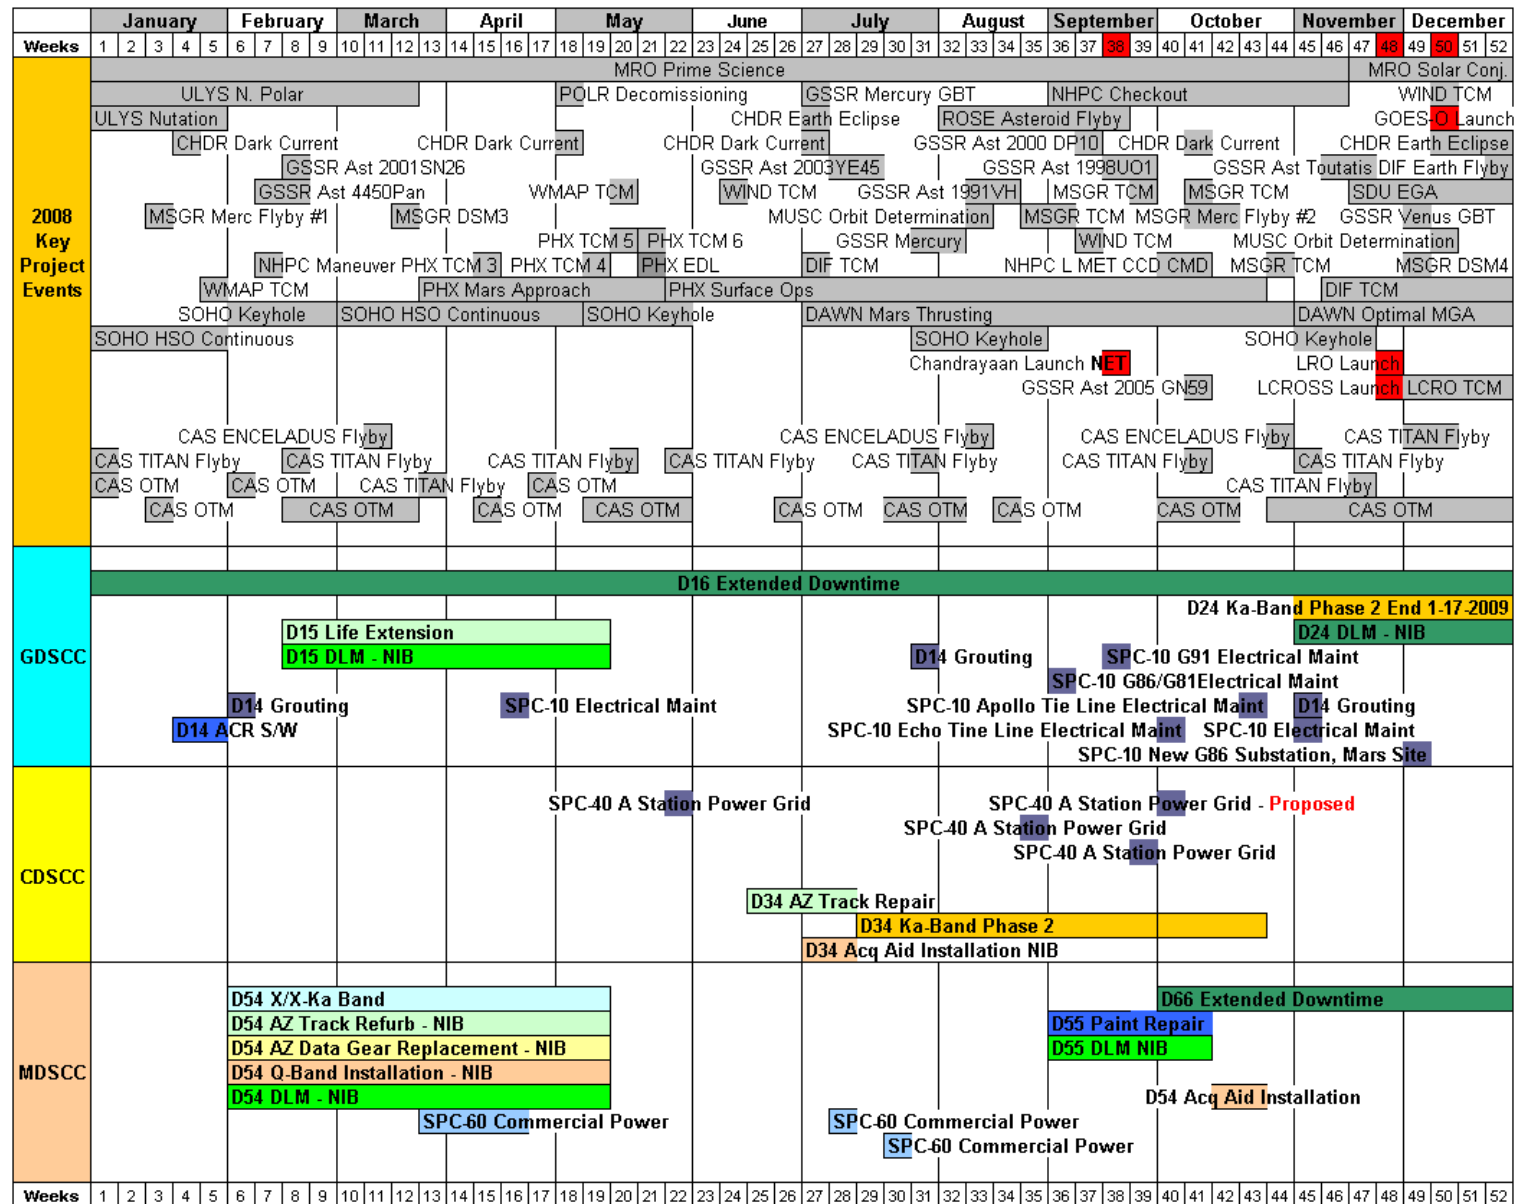 January February March April May June July August September October November December
Weeks 1 2 3 4 5 6 7 8 9 10 11 12 13 14 15 16 17 18 19 20 21 22 23 24 25 26 27 28 29 30 31 32 33 34 35 36 37 38 39 40 41 42 43 44 45 46 47 48 49 50 51 52
2008 Key Project Events
MRO Prime Science MRO Solar Conj.
ULYS N. Polar POLR Decomissioning GSSR Mercury GBT NHPC Checkout WIND TCM
ULYS Nutation CHDR Earth Eclipse ROSE Asteroid Flyby GOES-O Launch
CHDR Dark Current CHDR Dark Current CHDR Dark Current GSSR Ast 2000 DP10 CHDR Dark Current CHDR Earth Eclipse
GSSR Ast 2001SN26 GSSR Ast 2003YE45 GSSR Ast 1998UO1 GSSR Ast Toutatis DIF Earth Flyby
GSSR Ast 4450Pan WMAP TCM WIND TCM GSSR Ast 1991VH MSGR TCM MSGR TCM SDU EGA
MSGR Merc Flyby #1 MSGR DSM3 MUSC Orbit Determination MSGR TCM MSGR Merc Flyby #2 GSSR Venus GBT
PHX TCM 5 PHX TCM 6 GSSR Mercury WIND TCM MUSC Orbit Determination
NHPC Maneuver PHX TCM 3 PHX TCM 4 PHX EDL DIF TCM NHPC L MET CCD CMD MSGR TCM MSGR DSM4
WMAP TCM PHX Mars Approach PHX Surface Ops DIF TCM
SOHO Keyhole SOHO HSO Continuous SOHO Keyhole DAWN Mars Thrusting DAWN Optimal MGA
SOHO HSO Continuous SOHO Keyhole SOHO Keyhole
Chandrayaan Launch NET LRO Launch
GSSR Ast 2005 GN59 LCROSS Launch LCRO TCM
CAS ENCELADUS Flyby CAS ENCELADUS Flyby CAS ENCELADUS Flyby CAS TITAN Flyby
CAS TITAN Flyby CAS TITAN Flyby CAS TITAN Flyby CAS TITAN Flyby CAS TITAN Flyby CAS TITAN Flyby CAS TITAN Flyby
CAS OTM CAS OTM CAS TITAN Flyby CAS OTM CAS TITAN Flyby
CAS OTM CAS OTM CAS OTM CAS OTM CAS OTM CAS OTM CAS OTM CAS OTM CAS OTM
GDSCC
D16 Extended Downtime
D24 Ka-Band Phase 2 End 1-17-2009
D15 Life Extension D24 DLM - NIB
D15 DLM - NIB D14 Grouting SPC-10 G91 Electrical Maint
SPC-10 G86/G81Electrical Maint
D14 Grouting SPC-10 Electrical Maint SPC-10 Apollo Tie Line Electrical Maint D14 Grouting
D14 ACR S/W SPC-10 Echo Tine Line Electrical Maint SPC-10 Electrical Maint
SPC-10 New G86 Substation, Mars Site
CDSCC
SPC-40 A Station Power Grid SPC-40 A Station Power Grid - Proposed
SPC-40 A Station Power Grid
SPC-40 A Station Power Grid
D34 AZ Track Repair
D34 Ka-Band Phase 2
D34 Acq Aid Installation NIB
MDSCC
D54 X/X-Ka Band D66 Extended Downtime
D54 AZ Track Refurb - NIB D55 Paint Repair
D54 AZ Data Gear Replacement - NIB D55 DLM NIB
D54 Q-Band Installation - NIB
D54 DLM - NIB D54 Acq Aid Installation
SPC-60 Commercial Power SPC-60 Commercial Power
SPC-60 Commercial Power
Weeks 1 2 3 4 5 6 7 8 9 10 11 12 13 14 15 16 17 18 19 20 21 22 23 24 25 26 27 28 29 30 31 32 33 34 35 36 37 38 39 40 41 42 43 44 45 46 47 48 49 50 51 52